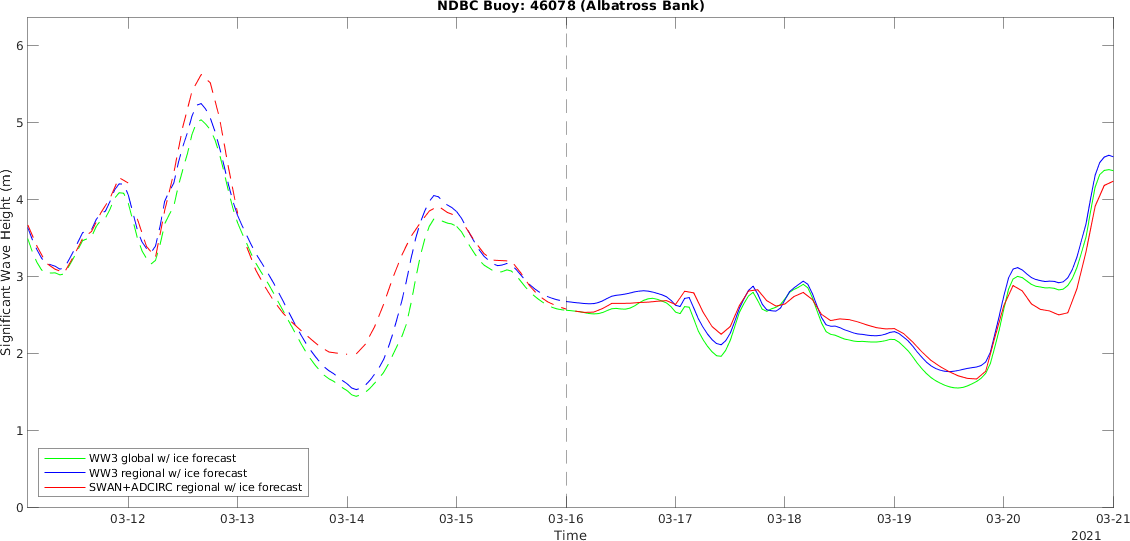 NDBC Buoy: 46078 (Albatross Bank)
Significant Wave Height (m)
6
5
4
3
2
1
0
WW3 global w/ ice forecast
WW3 regional w/ ice forecast
SWAN+ADCIRC regional w/ ice forecast
03-12 03-13 03-14 03-15 03-16 03-17 03-18 03-19 03-20 03-21
Time
2021